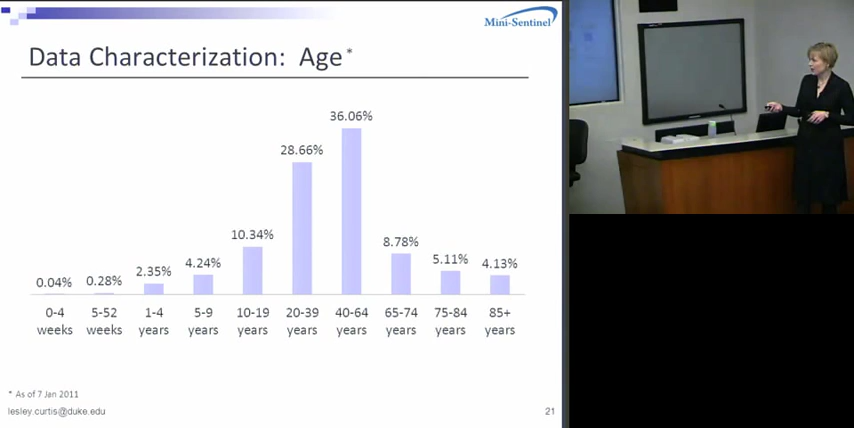 Mini-Sentinel
Data Characterization: Age*
36.06%
28.66%
10.34%
8.78%
5.11%
4.24%
4.13%
2.35%
0.28%
0.04%
0-4 5-52 1-4 5-9 10-19 20-39 40-64 65-74 75-84 85+
weeks weeks years years years years years years years years
* As of 7 Jan 2011
lesley.curtis@duke.edu 21